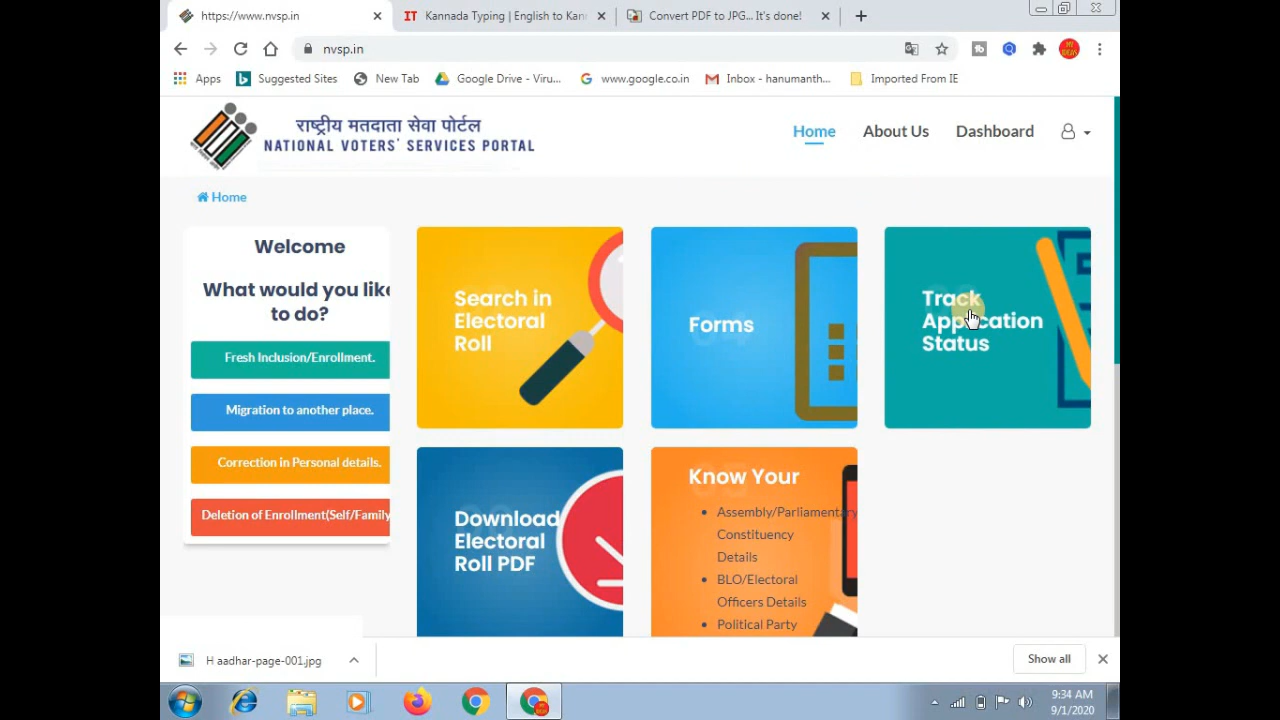 https://www.nvsp.in
Kannada Typing | English to Kan
Convert PDF to JPG... It's done!
nvsp.in
Apps
Suggested Sites
New Tab
Google Drive - Viru...
www.google.co.in
Inbox - hanumanth...
Imported From IE
राष्ट्रीय मतदाता सेवा पोर्टल
NATIONAL VOTERS' SERVICES PORTAL
Home
About Us
Dashboard
Home
Welcome
What would you like
to do?
Fresh Inclusion/Enrollment.
Migration to another place.
Correction in Personal details.
Deletion of Enrollment(Self/Family
Search in
Electoral
Roll
Forms
Track
Application
Status
Download
Electoral
Roll PDF
Know Your
Assembly/Parliamentary
Constituency
Details
BLO/Electoral
Officers Details
Political Party
H aadhar-page-001.jpg
Show all
9:34 AM
9/1/2020